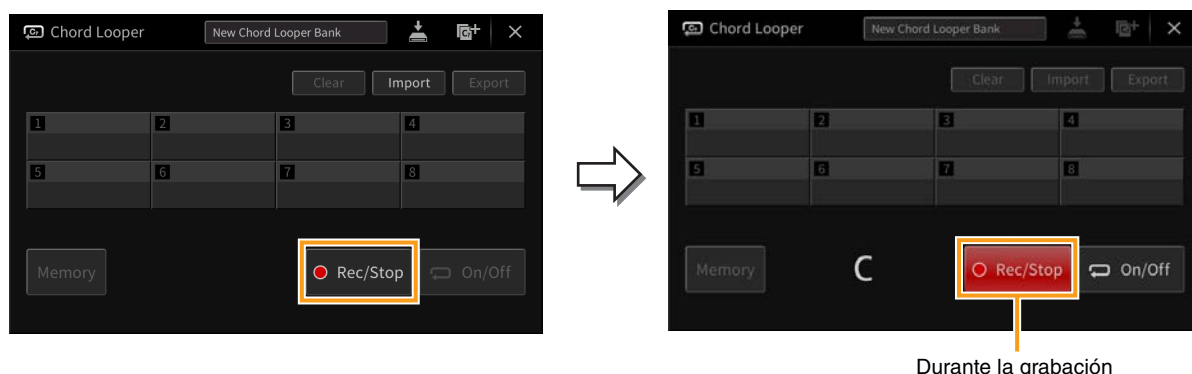 Chord Looper New Chord Looper Bank
Clear Import Export
1 2 3 4
5 6 7 8
Memory Rec/Stop On/Off
Chord Looper New Chord Looper Bank
Clear Import Export
1 2 3 4
5 6 7 8
Memory C Rec/Stop On/Off
Durante la grabación